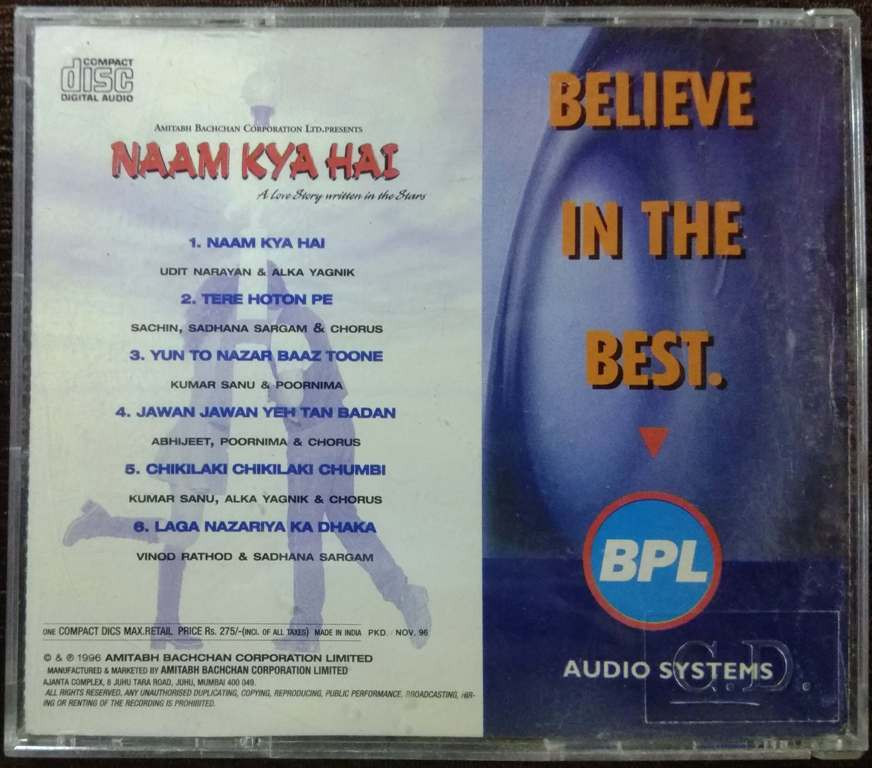 COMPACT
disc
DIGITAL AUDIO
AMITABH BACHCHAN CORPORATION LTD.PRESENTS
NAAM KYA HAI
A Love Story written in the Stars
1. NAAM KYA HAI
UDIT NARAYAN & ALKA YAGNIK
2. TERE HOTON PE
SACHIN, SADHANA SARGAM & CHORUS
3. YUN TO NAZAR BAAZ TOONE
KUMAR SANU & POORNIMA
4. JAWAN JAWAN YEH TAN BADAN
ABHIJEET, POORNIMA & CHORUS
5. CHIKILAKI CHIKILAKI CHUMBI
KUMAR SANU, ALKA YAGNIK & CHORUS
6. LAGA NAZARIYA KA DHAKA
VINOD RATHOD & SADHANA SARGAM
ONE COMPACT DICS MAX.RETAIL PRICE Rs. 275/-(INCL. OF ALL TAXES) MADE IN INDIA PKD. NOV. 96
© & ℗ 1996 AMITABH BACHCHAN CORPORATION LIMITED
MANUFACTURED & MARKETED BY AMITABH BACHCHAN CORPORATION LIMITED
AJANTA COMPLEX, 8 JUHU TARA ROAD, JUHU, MUMBAI 400 049.
ALL RIGHTS RESERVED. ANY UNAUTHORISED DUPLICATING, COPYING, REPRODUCING, PUBLIC PERFORMANCE, BROADCASTING, HIR-
ING OR RENTING OF THE RECORDING IS PROHIBITED.
BELIEVE
IN THE
BEST.
BPL
AUDIO SYSTEMS
C.D.